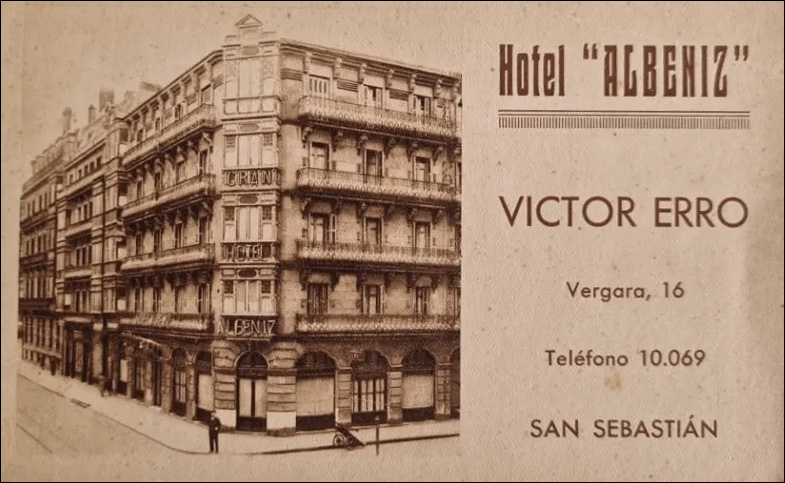 GRAN
HOTEL
ALBENIZ
Hotel "ALBENIZ"
VICTOR ERRO
Vergara, 16
Teléfono 10.069
SAN SEBASTIÁN